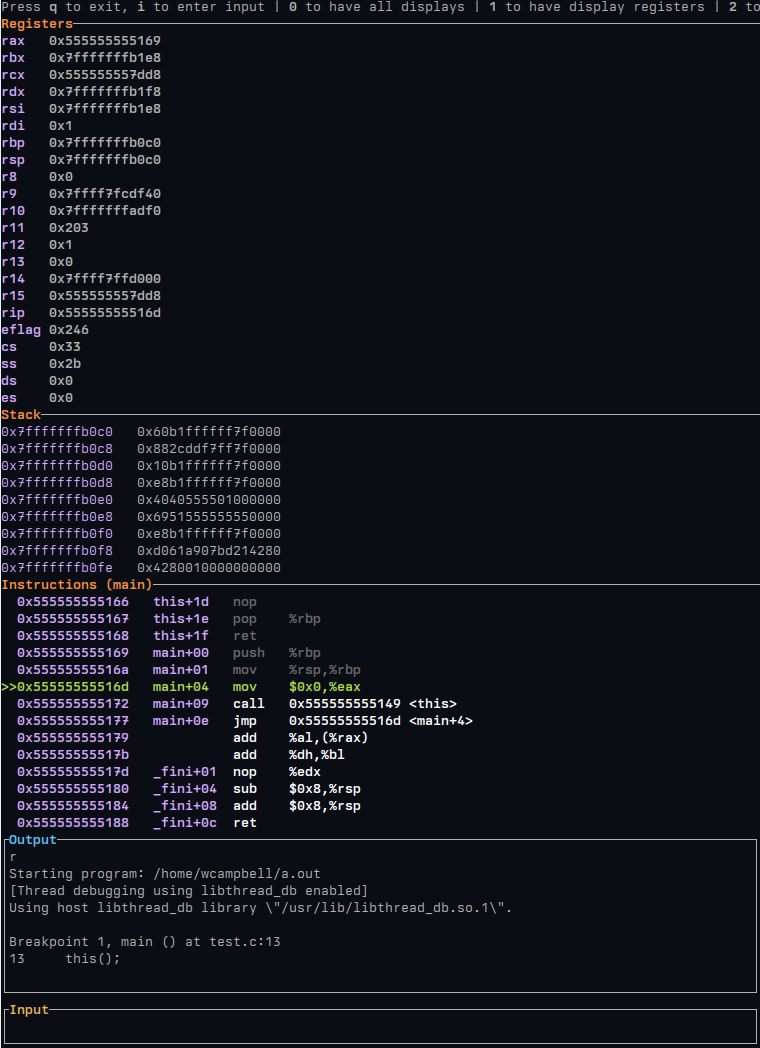 Press q to exit, i to enter input | 0 to have all displays | 1 to have display registers | 2 to
Registers
rax 0x555555555169
rbx 0x7fffffffb1e8
rcx 0x555555557dd8
rdx 0x7fffffffb1f8
rsi 0x7fffffffb1e8
rdi 0x1
rbp 0x7fffffffb0c0
rsp 0x7fffffffb0c0
r8 0x0
r9 0x7ffff7fcdf40
r10 0x7fffffffadf0
r11 0x203
r12 0x1
r13 0x0
r14 0x7ffff7ffd000
r15 0x555555557dd8
rip 0x55555555516d
eflag 0x246
cs 0x33
ss 0x2b
ds 0x0
es 0x0
Stack
0x7fffffffb0c0 0x60b1ffffff7f0000
0x7fffffffb0c8 0x882cddf7ff7f0000
0x7fffffffb0d0 0x10b1ffffff7f0000
0x7fffffffb0d8 0xe8b1ffffff7f0000
0x7fffffffb0e0 0x4040555501000000
0x7fffffffb0e8 0x6951555555550000
0x7fffffffb0f0 0xe8b1ffffff7f0000
0x7fffffffb0f8 0xd061a907bd214280
0x7fffffffb0fe 0x4280010000000000
Instructions (main)
0x555555555166 this+1d nop
0x555555555167 this+1e pop %rbp
0x555555555168 this+1f ret
0x555555555169 main+00 push %rbp
0x55555555516a main+01 mov %rsp,%rbp
>>0x55555555516d main+04 mov $0x0,%eax
0x555555555172 main+09 call 0x555555555149 <this>
0x555555555177 main+0e jmp 0x55555555516d <main+4>
0x555555555179 add %al,(%rax)
0x55555555517b add %dh,%bl
0x55555555517d _fini+01 nop %edx
0x555555555180 _fini+04 sub $0x8,%rsp
0x555555555184 _fini+08 add $0x8,%rsp
0x555555555188 _fini+0c ret
Output
r
Starting program: /home/wcampbell/a.out
[Thread debugging using libthread_db enabled]
Using host libthread_db library \"/usr/lib/libthread_db.so.1\".
Breakpoint 1, main () at test.c:13
13 this();
Input